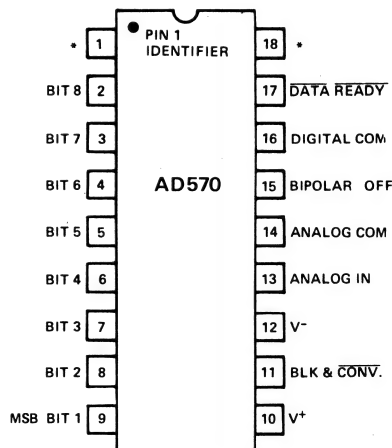 * 1 PIN 1 18 *
IDENTIFIER
BIT 8 2 17 DATA READY
BIT 7 3 16 DIGITAL COM
BIT 6 4 AD570 15 BIPOLAR OFF
BIT 5 5 14 ANALOG COM
BIT 4 6 13 ANALOG IN
BIT 3 7 12 V-
BIT 2 8 11 BLK & CONV.
MSB BIT 1 9 10 V+